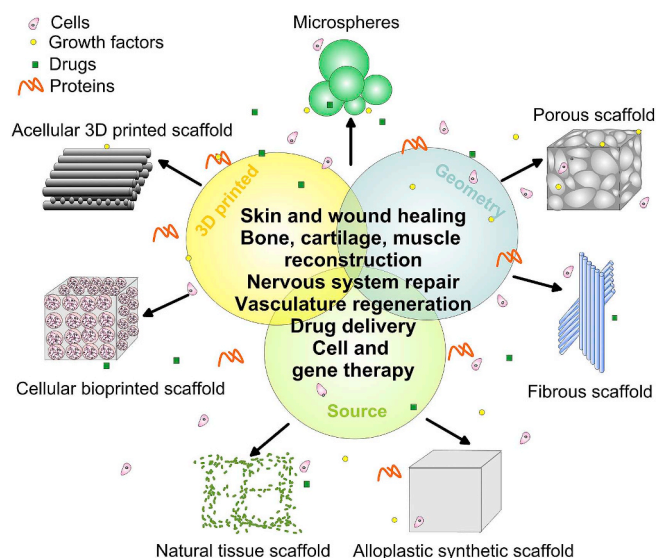 Cells
Growth factors
Drugs
Proteins
Microspheres
Acellular 3D printed scaffold
Porous scaffold
3D printed
Geometry
Skin and wound healing
Bone, cartilage, muscle
reconstruction
Nervous system repair
Vasculature regeneration
Drug delivery
Cell and
gene therapy
Source
Cellular bioprinted scaffold
Fibrous scaffold
Natural tissue scaffold
Alloplastic synthetic scaffold